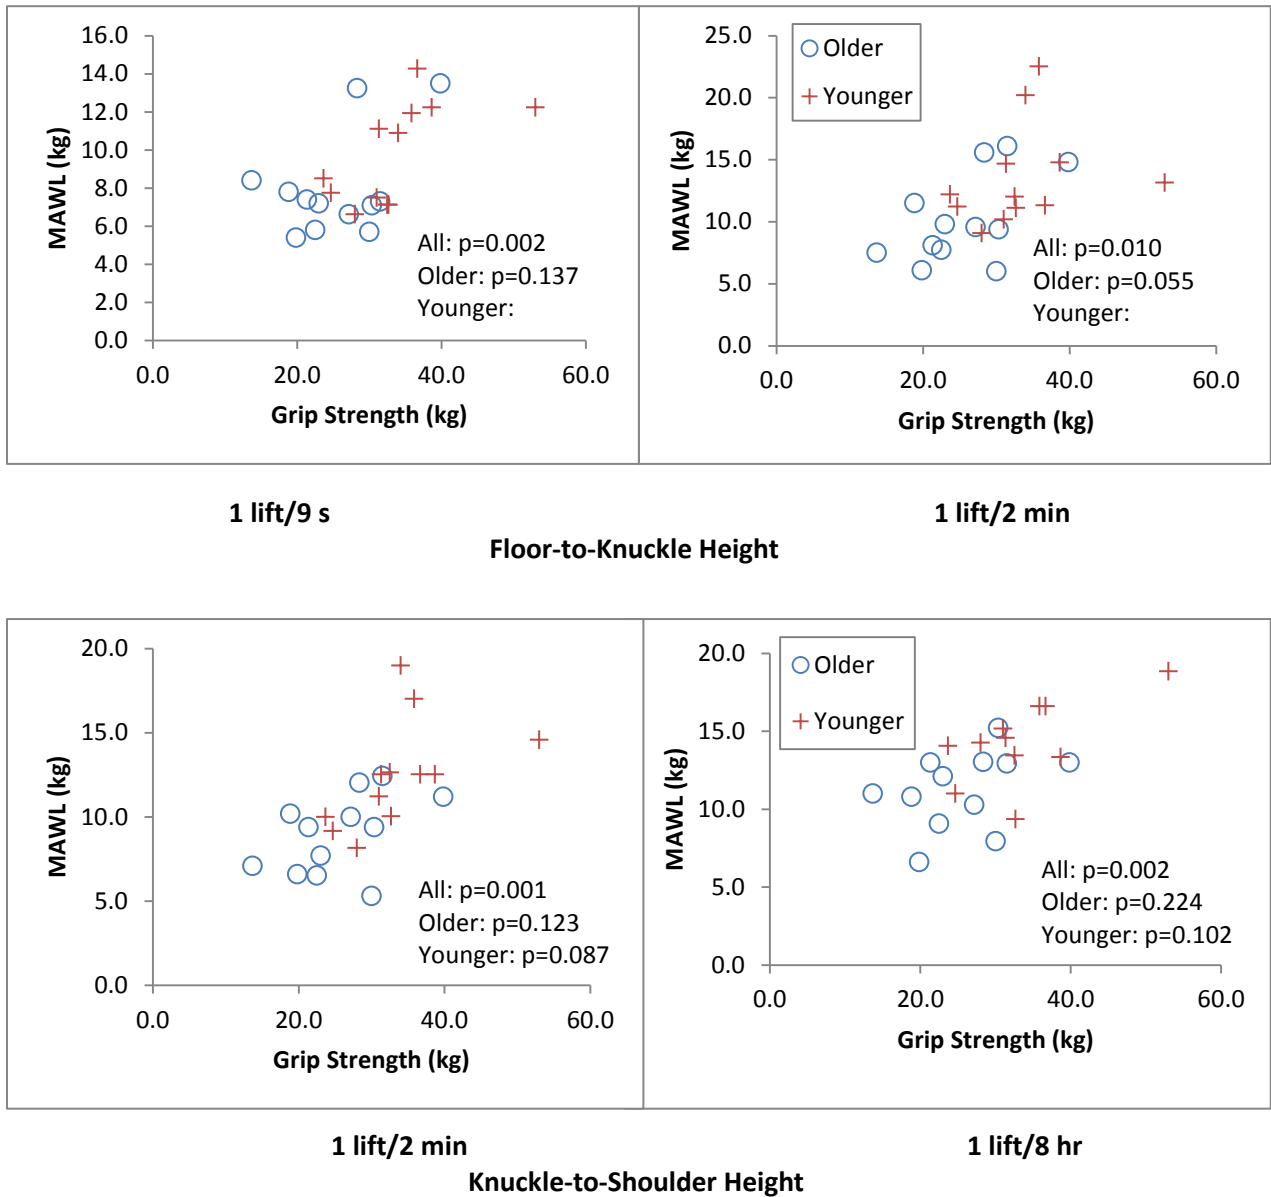 16.0
14.0
12.0
10.0
8.0
6.0
4.0
2.0
0.0
MAWL (kg)
All: p=0.002
Older: p=0.137
Younger:
0.0 20.0 40.0 60.0
Grip Strength (kg)
25.0
20.0
15.0
10.0
5.0
0.0
MAWL (kg)
Older
Younger
All: p=0.010
Older: p=0.055
Younger:
0.0 20.0 40.0 60.0
Grip Strength (kg)
1 lift/9 s 1 lift/2 min
Floor-to-Knuckle Height
20.0
15.0
10.0
5.0
0.0
MAWL (kg)
All: p=0.001
Older: p=0.123
Younger: p=0.087
0.0 20.0 40.0 60.0
Grip Strength (kg)
20.0
15.0
10.0
5.0
0.0
MAWL (kg)
Older
Younger
All: p=0.002
Older: p=0.224
Younger: p=0.102
0.0 20.0 40.0 60.0
Grip Strength (kg)
1 lift/2 min 1 lift/8 hr
Knuckle-to-Shoulder Height